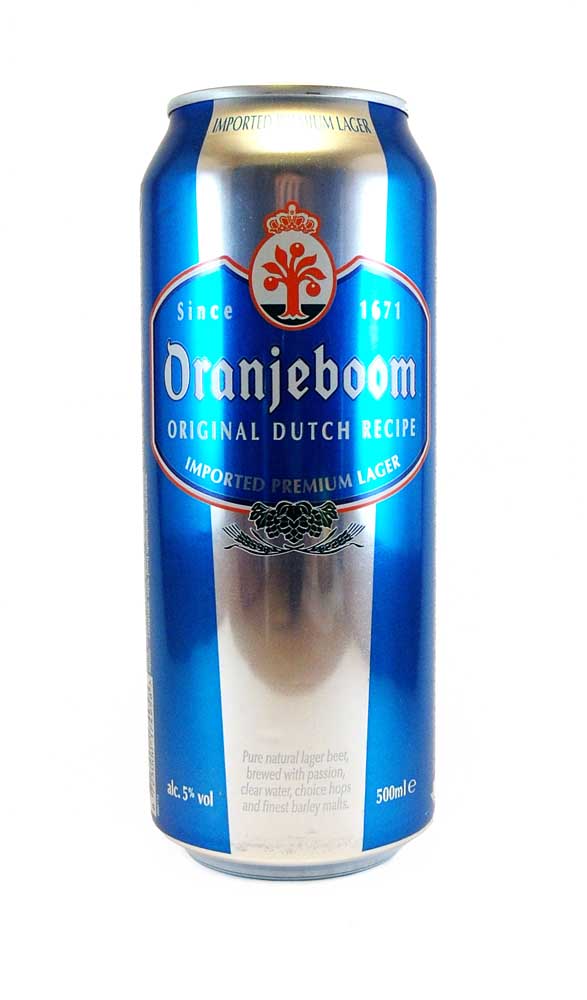 IMPORTED PREMIUM LAGER
Since 1671
Oranjeboom
ORIGINAL DUTCH RECIPE
IMPORTED PREMIUM LAGER
Pure natural lager beer,
brewed with passion,
clear water, choice hops
and finest barley malts.
alc. 5% vol
500ml e